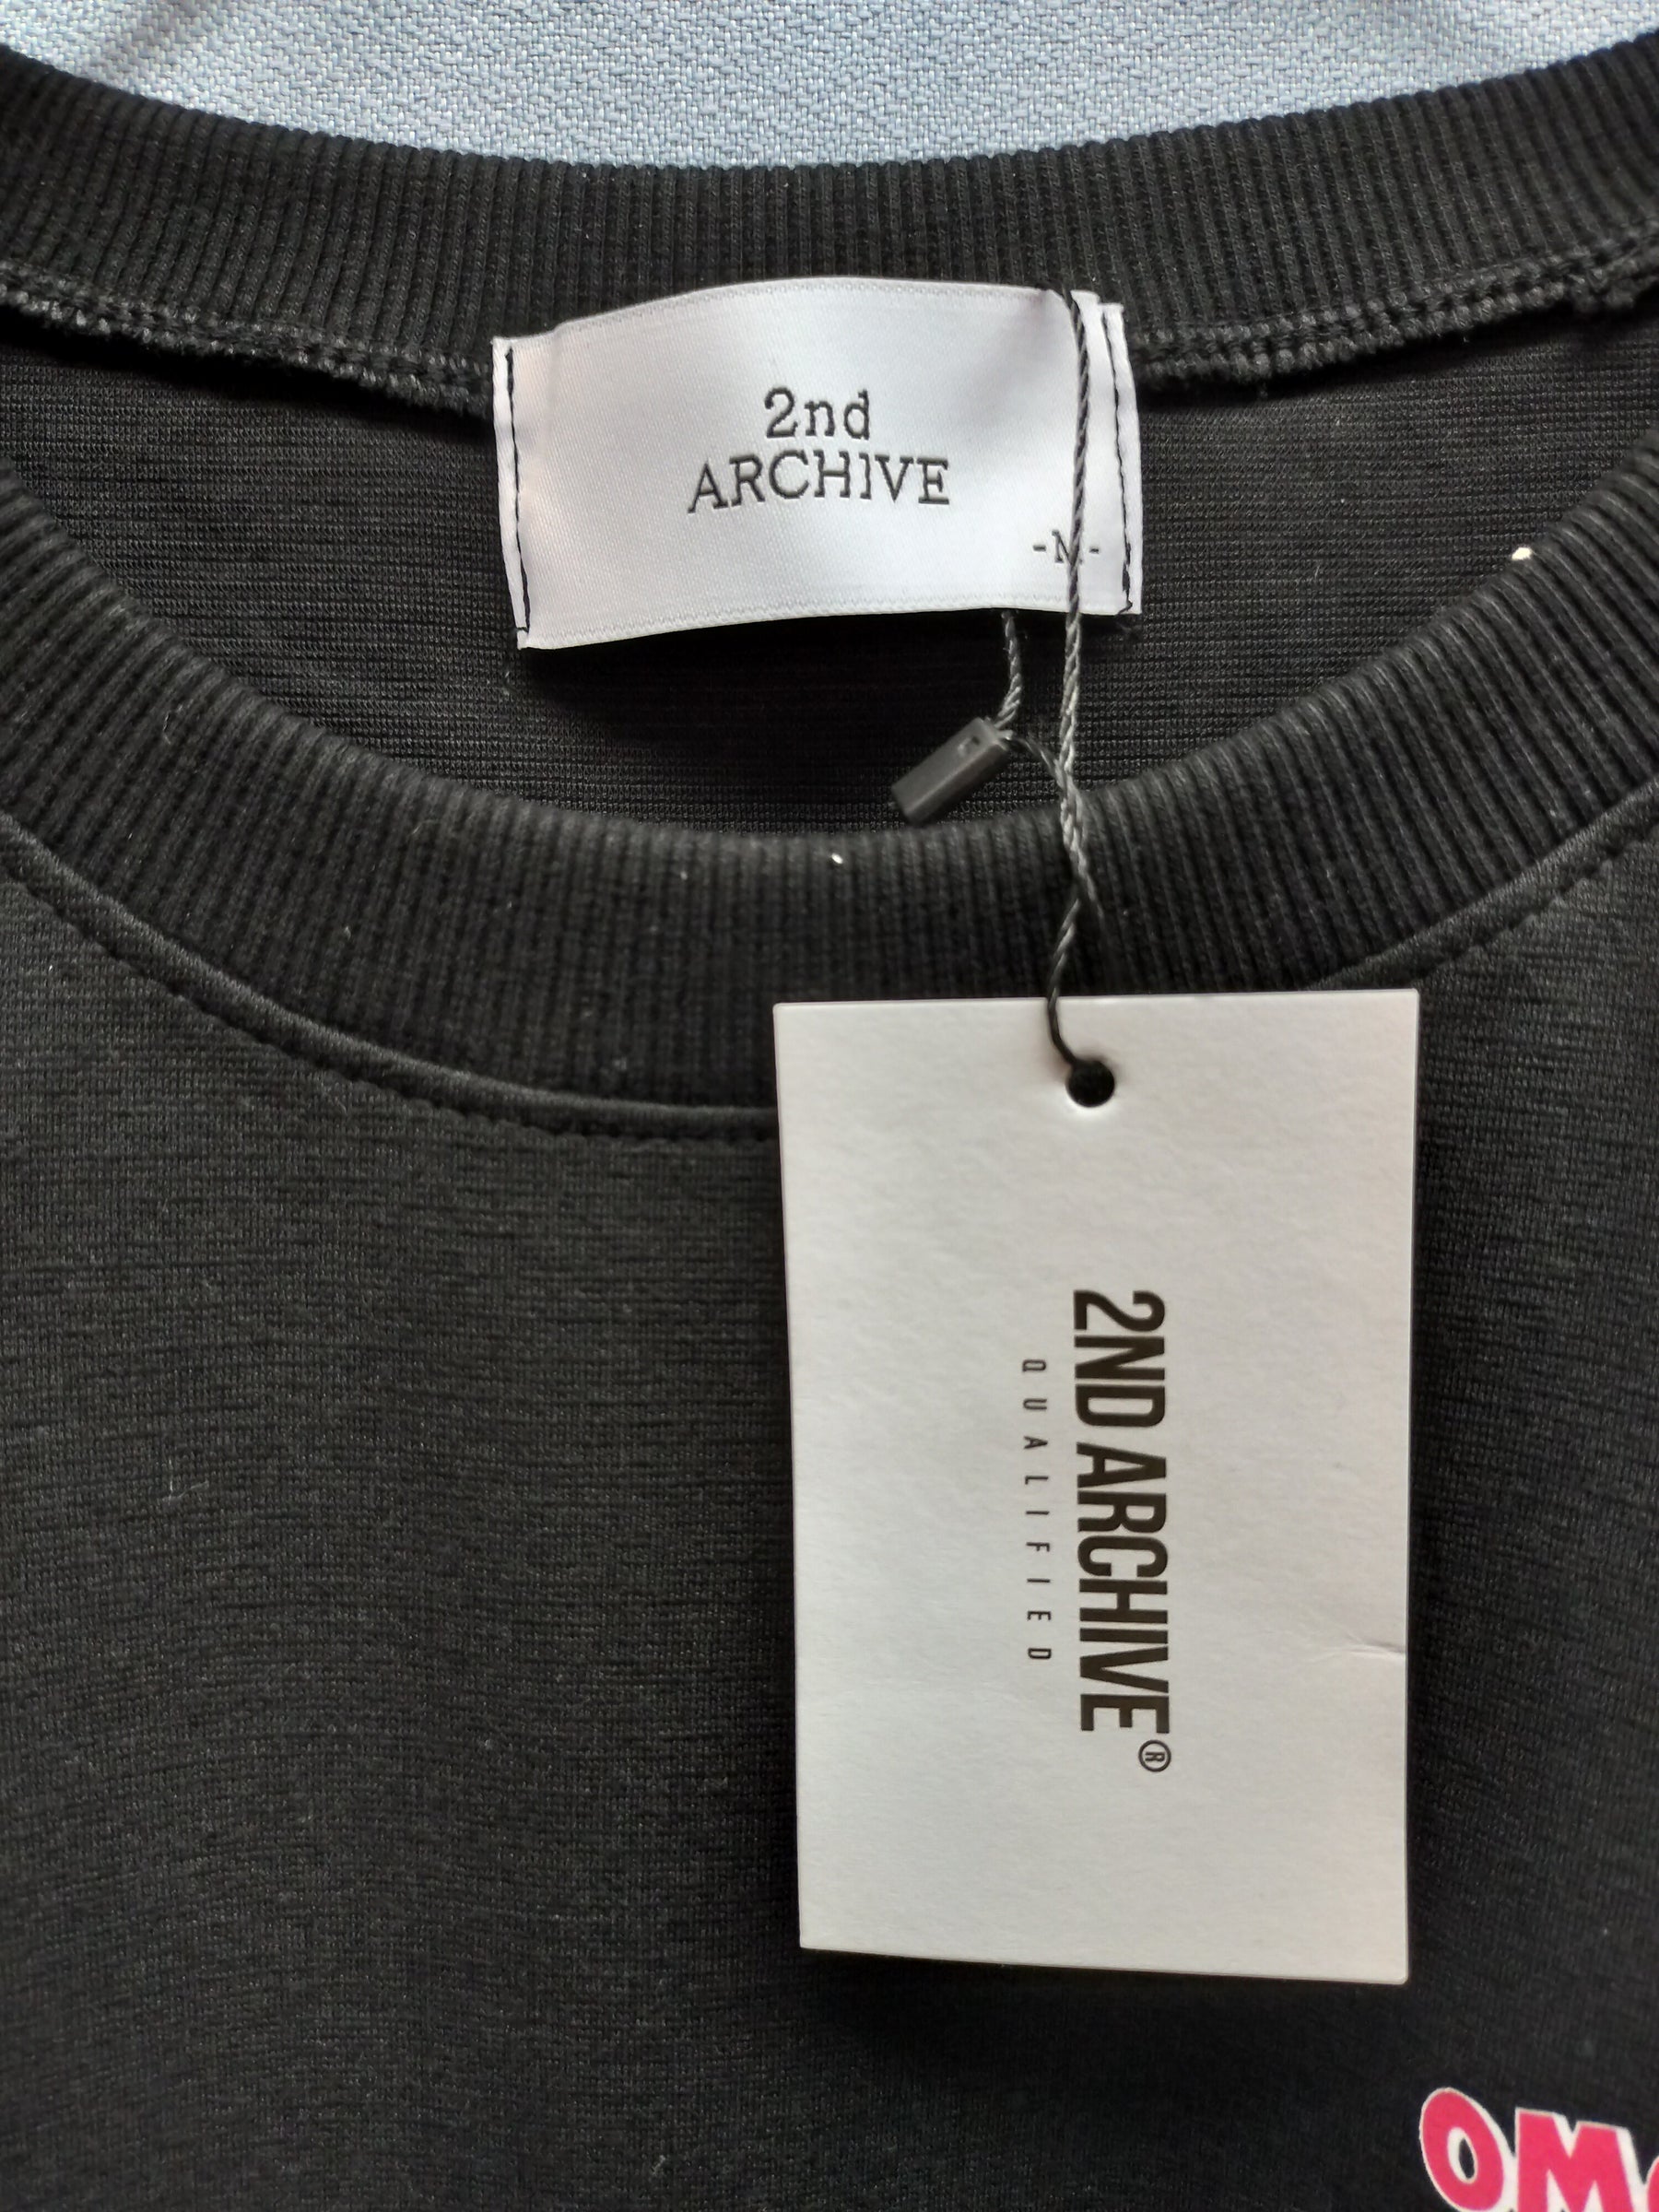 2nd
ARCHIVE
-M-
2ND ARCHIVE®
QUALIFIED